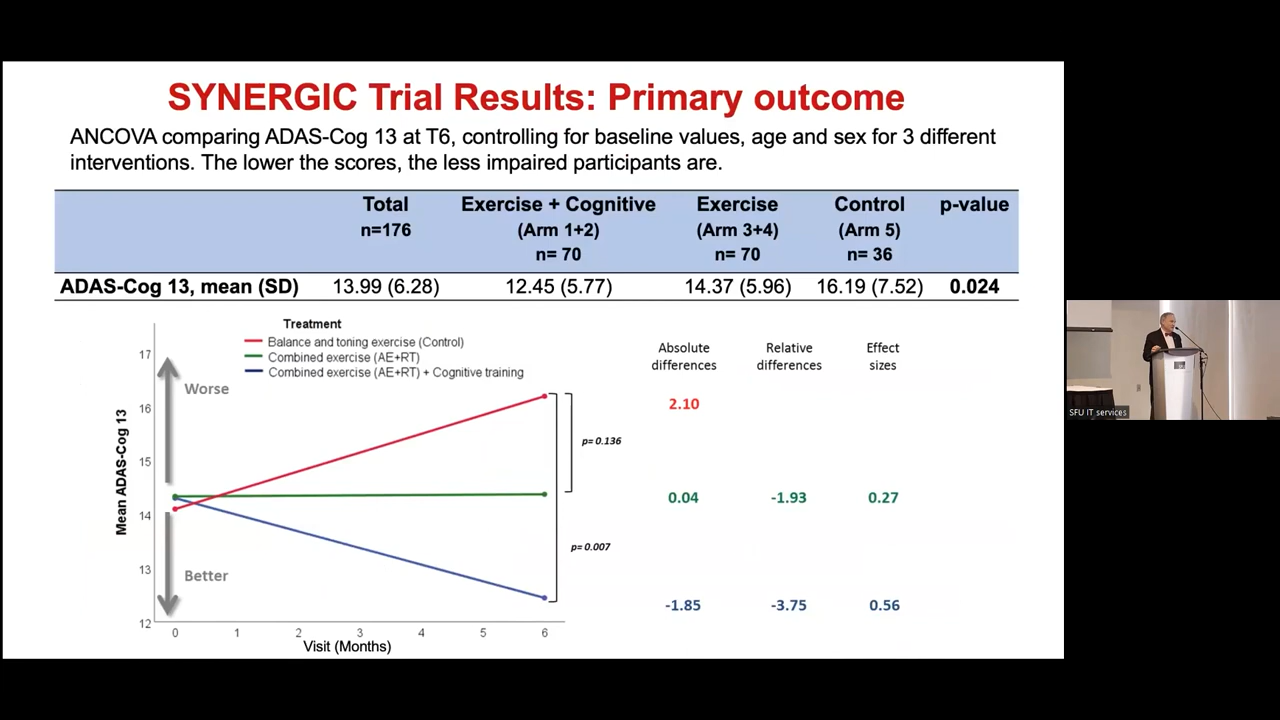 SYNERGIC Trial Results: Primary outcome
ANCOVA comparing ADAS-Cog 13 at T6, controlling for baseline values, age and sex for 3 different
interventions. The lower the scores, the less impaired participants are.
Total Exercise + Cognitive Exercise Control p-value
n=176 (Arm 1+2) (Arm 3+4) (Arm 5)
n= 70 n= 70 n= 36
ADAS-Cog 13, mean (SD) 13.99 (6.28) 12.45 (5.77) 14.37 (5.96) 16.19 (7.52) 0.024
Treatment
Balance and toning exercise (Control)
Combined exercise (AE+RT)
Combined exercise (AE+RT) + Cognitive training
Mean ADAS-Cog 13
17
16
15
14
13
12
Worse
Better
p= 0.136
p= 0.007
0 1 2 3 4 5 6
Visit (Months)
Absolute Relative Effect
differences differences sizes
2.10
0.04 -1.93 0.27
-1.85 -3.75 0.56
SFU IT services